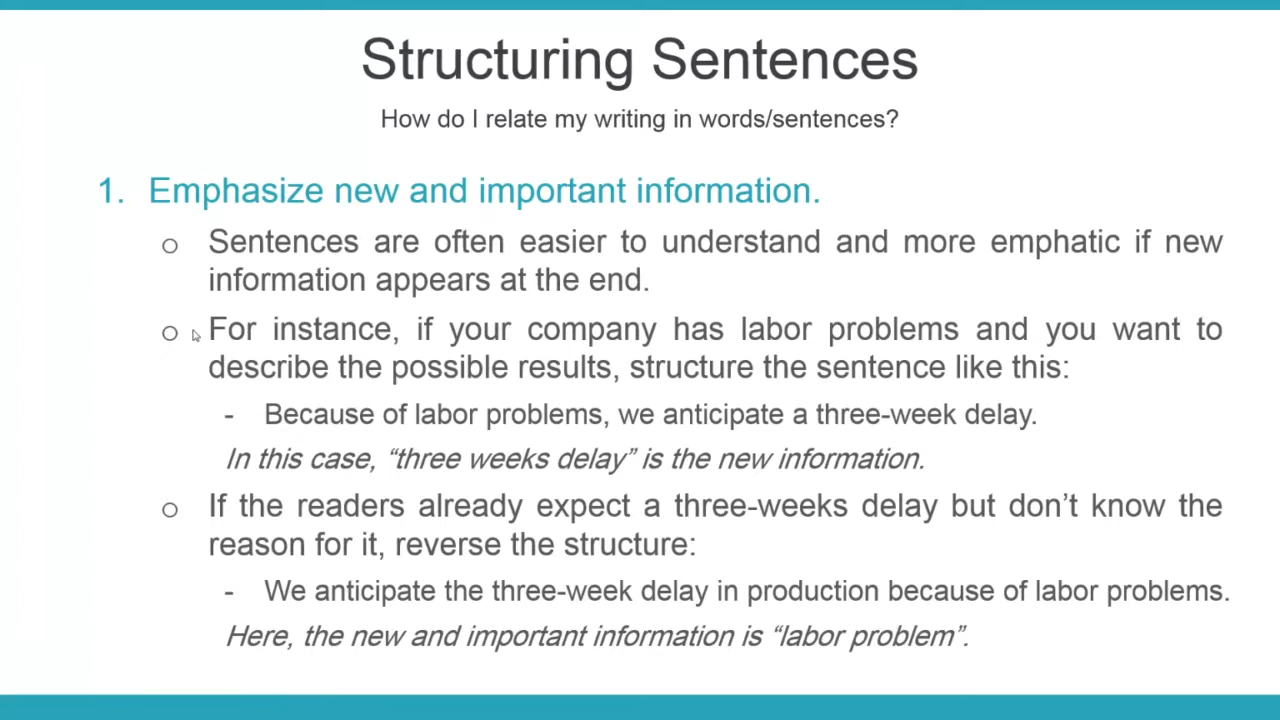 Structuring Sentences
How do I relate my writing in words/sentences?
1. Emphasize new and important information.
o Sentences are often easier to understand and more emphatic if new
information appears at the end.
o For instance, if your company has labor problems and you want to
describe the possible results, structure the sentence like this:
- Because of labor problems, we anticipate a three-week delay.
In this case, “three weeks delay” is the new information.
o If the readers already expect a three-weeks delay but don’t know the
reason for it, reverse the structure:
- We anticipate the three-week delay in production because of labor problems.
Here, the new and important information is “labor problem”.